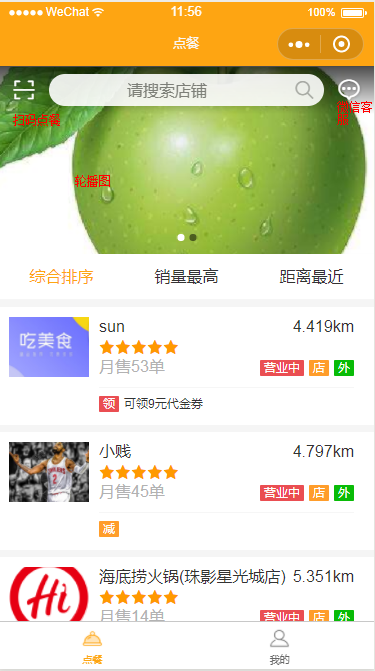 WeChat 11:56 100%
点餐
请搜索店铺
扫码点餐
信客
轮播图
综合排序 销量最高 距离最近
吃美食
sun 4.419km
月售53单 营业中 店 外
领 可领9元代金券
小贱 4.797km
月售45单 营业中 店 外
减
Hi 海底捞火锅(珠影星光城店) 5.351km
月售14单 营业中 店 外
点餐 我的